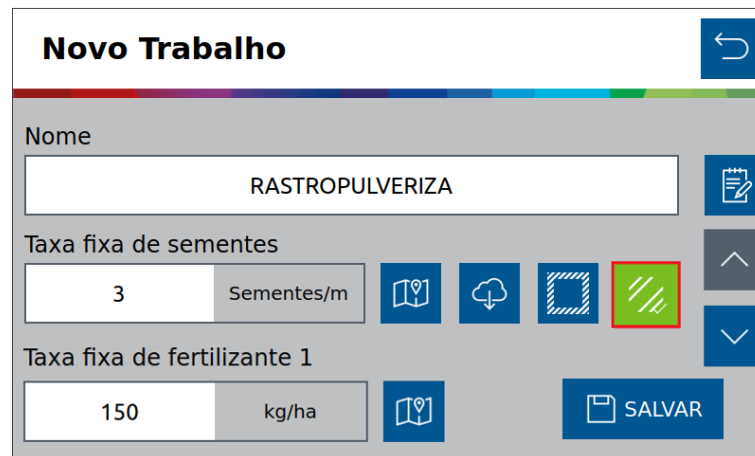 Novo Trabalho
Nome
RASTROPULVERIZA
Taxa fixa de sementes
3 Sementes/m
Taxa fixa de fertilizante 1
150 kg/ha
SALVAR